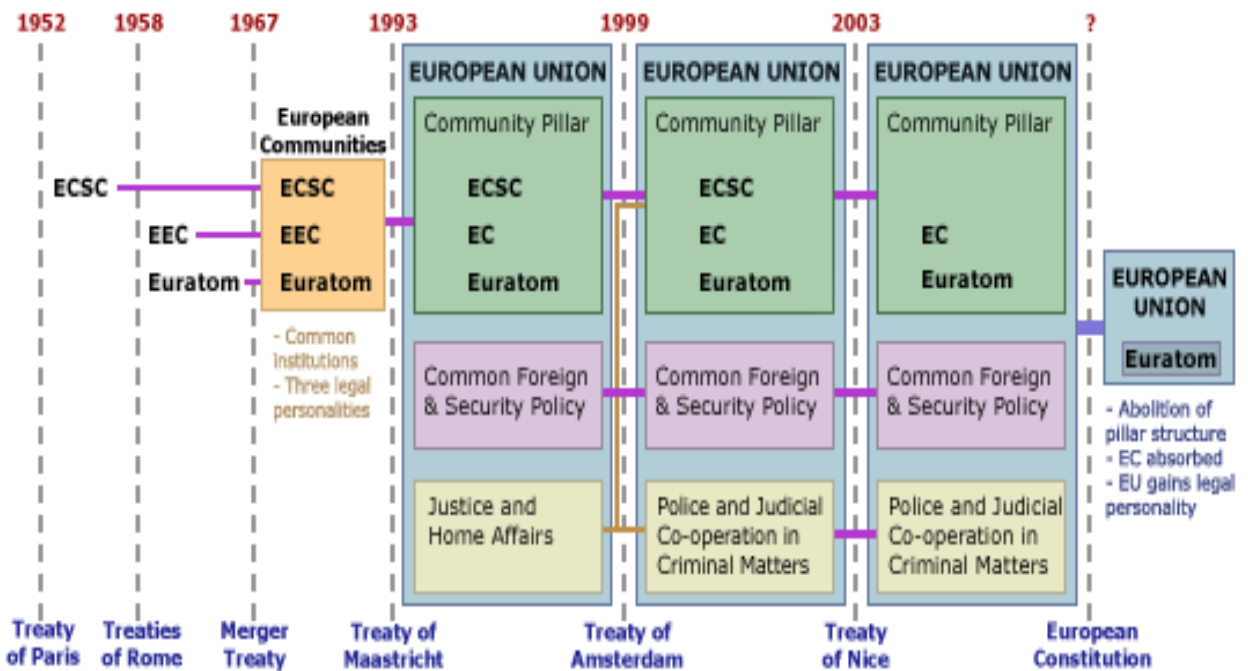 1952
1958
1967
1993
1999
2003
?
EUROPEAN UNION
EUROPEAN UNION
EUROPEAN UNION
European
Communities
Community Pillar
Community Pillar
Community Pillar
ECSC
ECSC
ECSC
ECSC
EEC
EEC
EC
EC
EC
Euratom
Euratom
Euratom
Euratom
Euratom
- Common
institutions
- Three legal
personalities
Common Foreign
& Security Policy
Common Foreign
& Security Policy
Common Foreign
& Security Policy
Justice and
Home Affairs
Police and Judicial
Co-operation in
Criminal Matters
Police and Judicial
Co-operation in
Criminal Matters
EUROPEAN
UNION
Euratom
- Abolition of
pillar structure
- EC absorbed
- EU gains legal
personality
Treaty
of Paris
Treaties
of Rome
Merger
Treaty
Treaty of
Maastricht
Treaty of
Amsterdam
Treaty
of Nice
European
Constitution